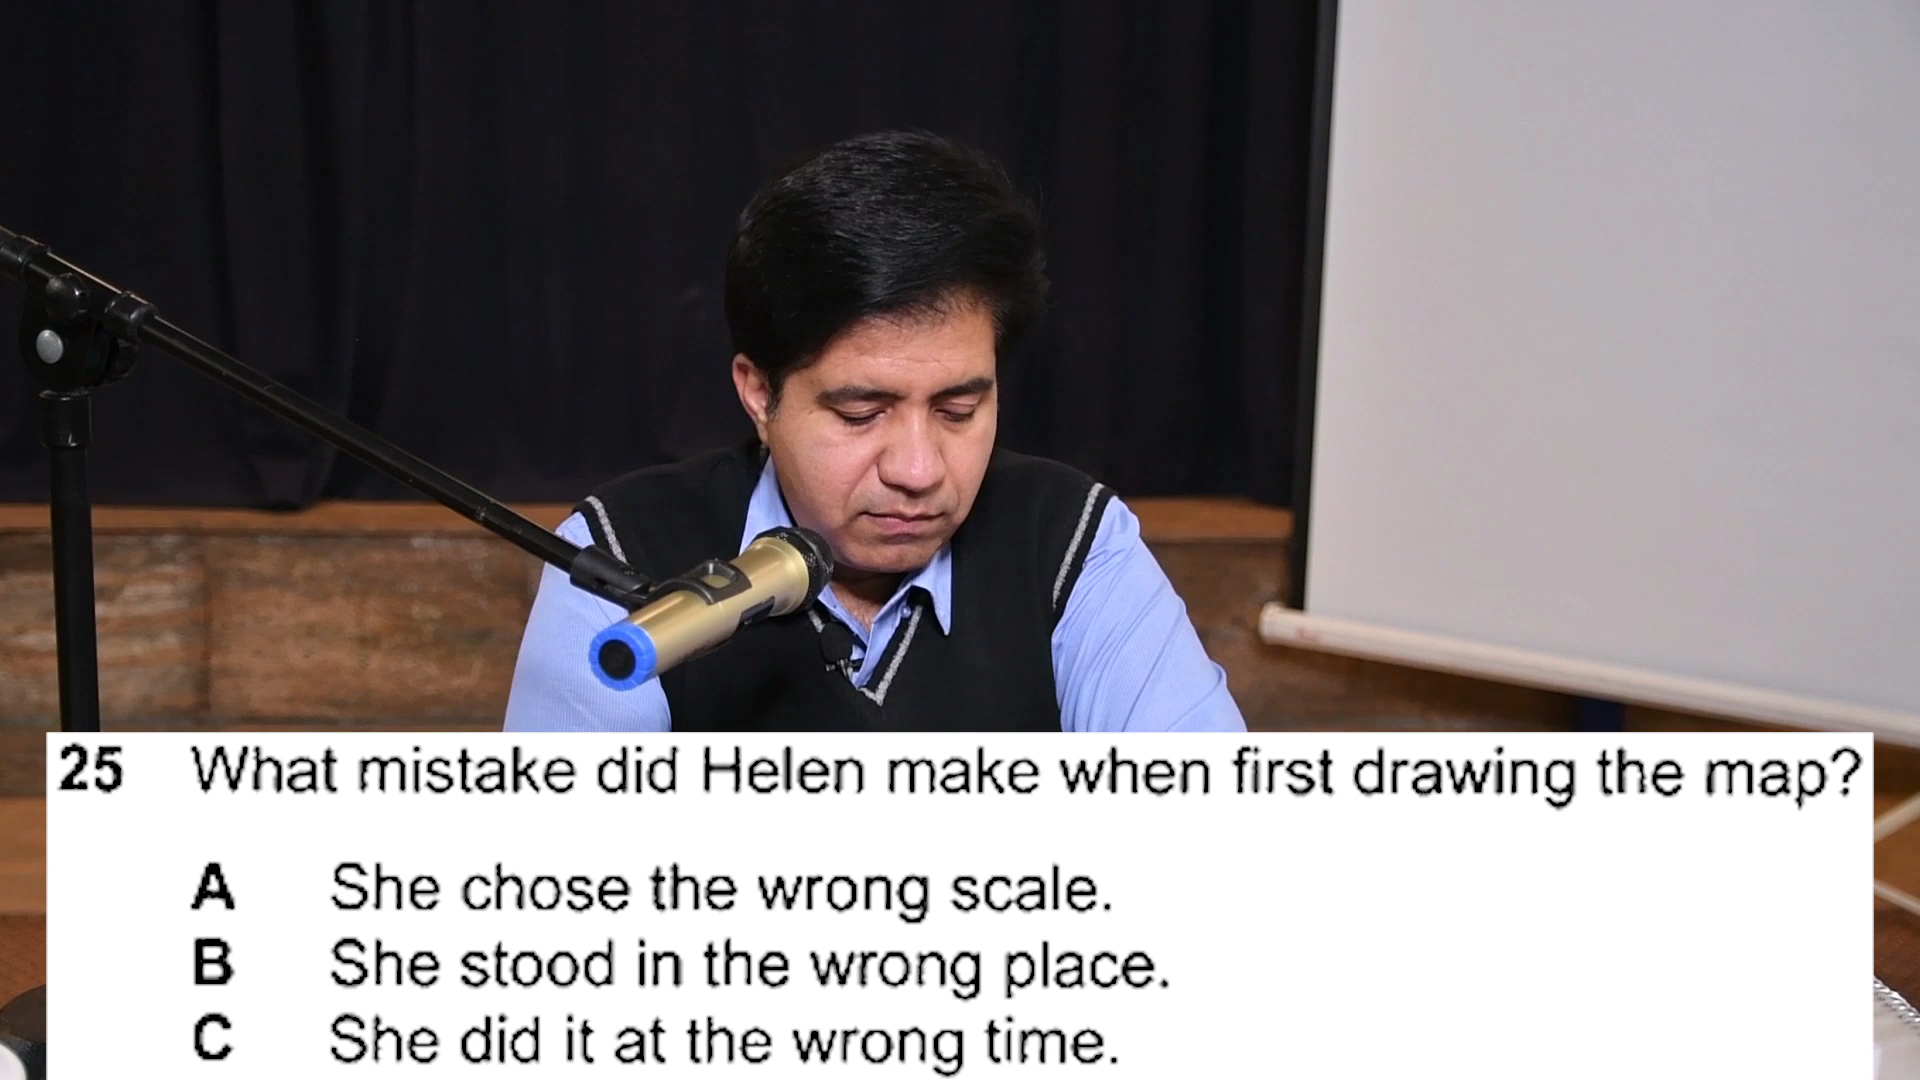 25 What mistake did Helen make when first drawing the map?
A She chose the wrong scale.
B She stood in the wrong place.
C She did it at the wrong time.